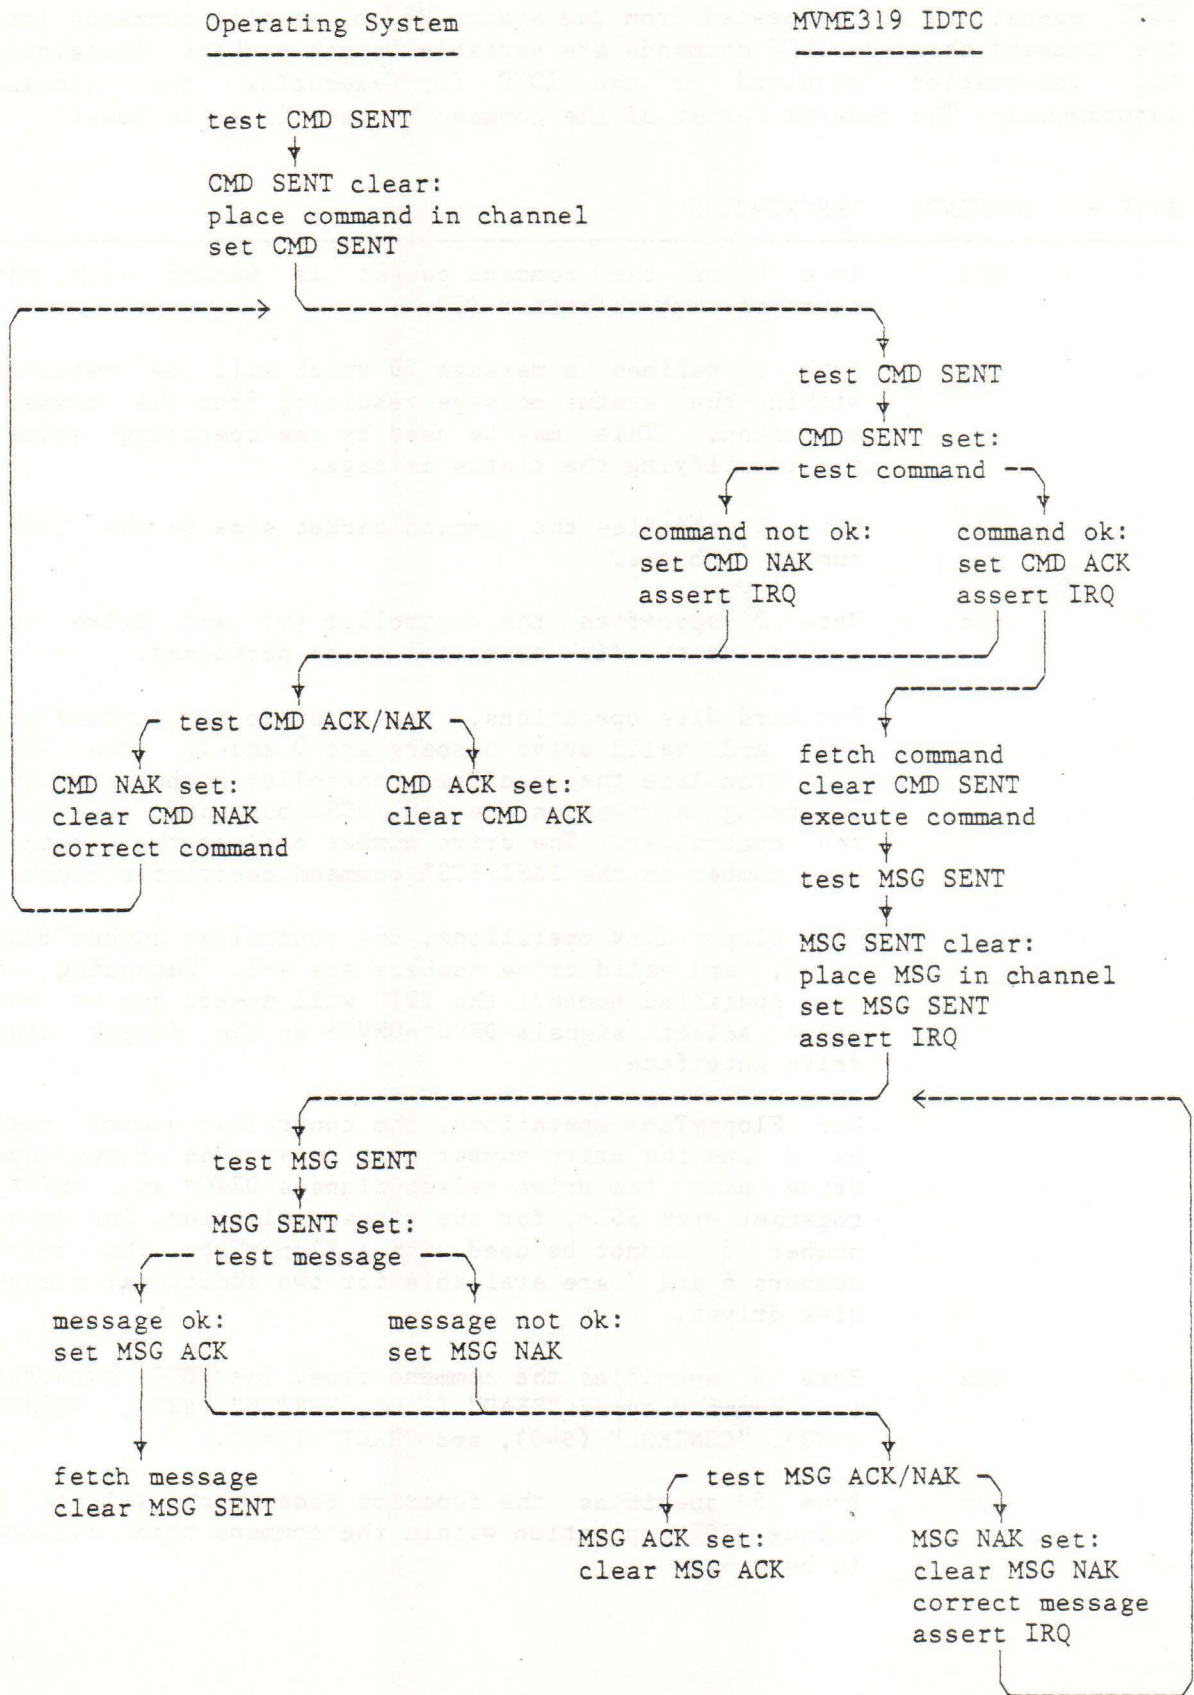 Operating System
MVME319 IDTC
test CMD SENT
CMD SENT clear:
place command in channel
set CMD SENT
test CMD SENT
CMD SENT set:
test command
command not ok:
set CMD NAK
assert IRQ
command ok:
set CMD ACK
assert IRQ
test CMD ACK/NAK
CMD NAK set:
clear CMD NAK
correct command
CMD ACK set:
clear CMD ACK
fetch command
clear CMD SENT
execute command
test MSG SENT
MSG SENT clear:
place MSG in channel
set MSG SENT
assert IRQ
test MSG SENT
MSG SENT set:
test message
message ok:
set MSG ACK
message not ok:
set MSG NAK
fetch message
clear MSG SENT
test MSG ACK/NAK
MSG ACK set:
clear MSG ACK
MSG NAK set:
clear MSG NAK
correct message
assert IRQ